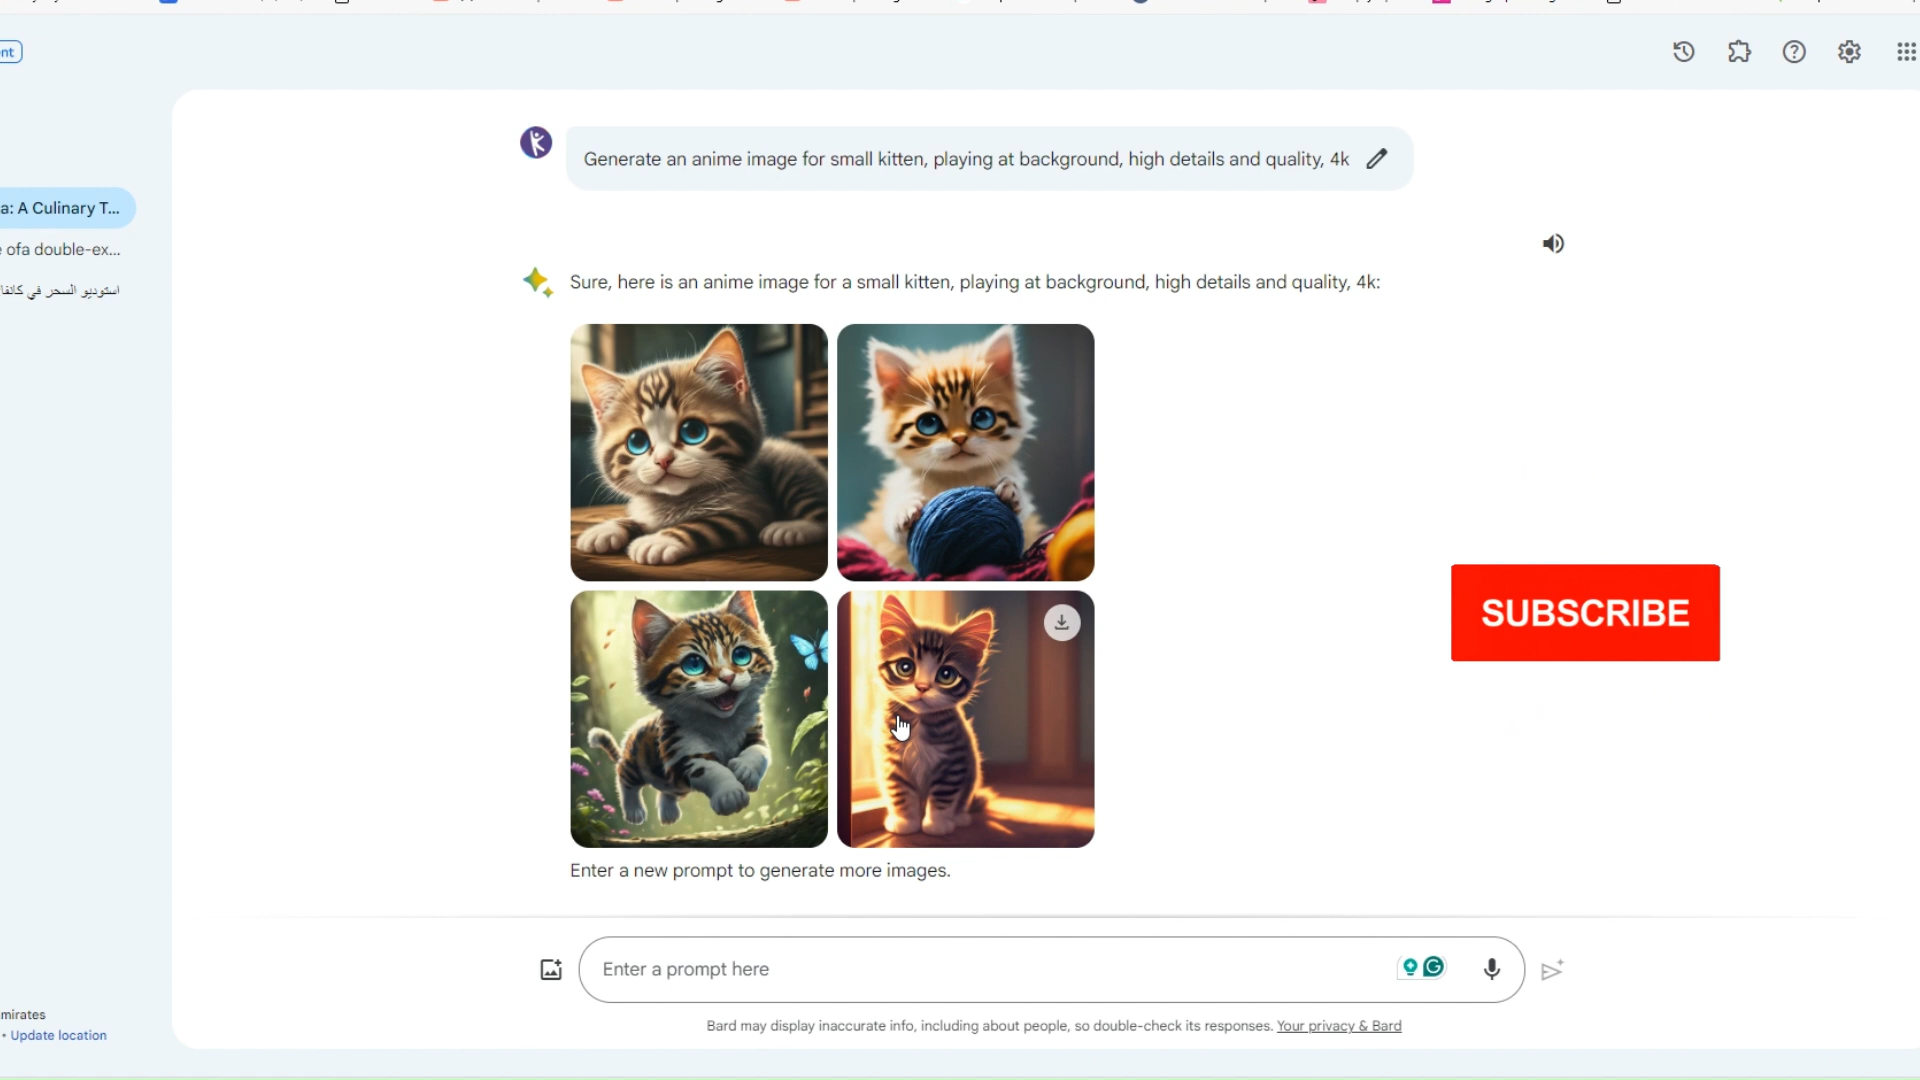 nt
Generate an anime image for small kitten, playing at background, high details and quality, 4k
a: A Culinary T...
e ofa double-ex...
استوديو السحر في كانفا
Sure, here is an anime image for a small kitten, playing at background, high details and quality, 4k:
SUBSCRIBE
Enter a new prompt to generate more images.
Enter a prompt here
mirates
• Update location
Bard may display inaccurate info, including about people, so double-check its responses. Your privacy & Bard